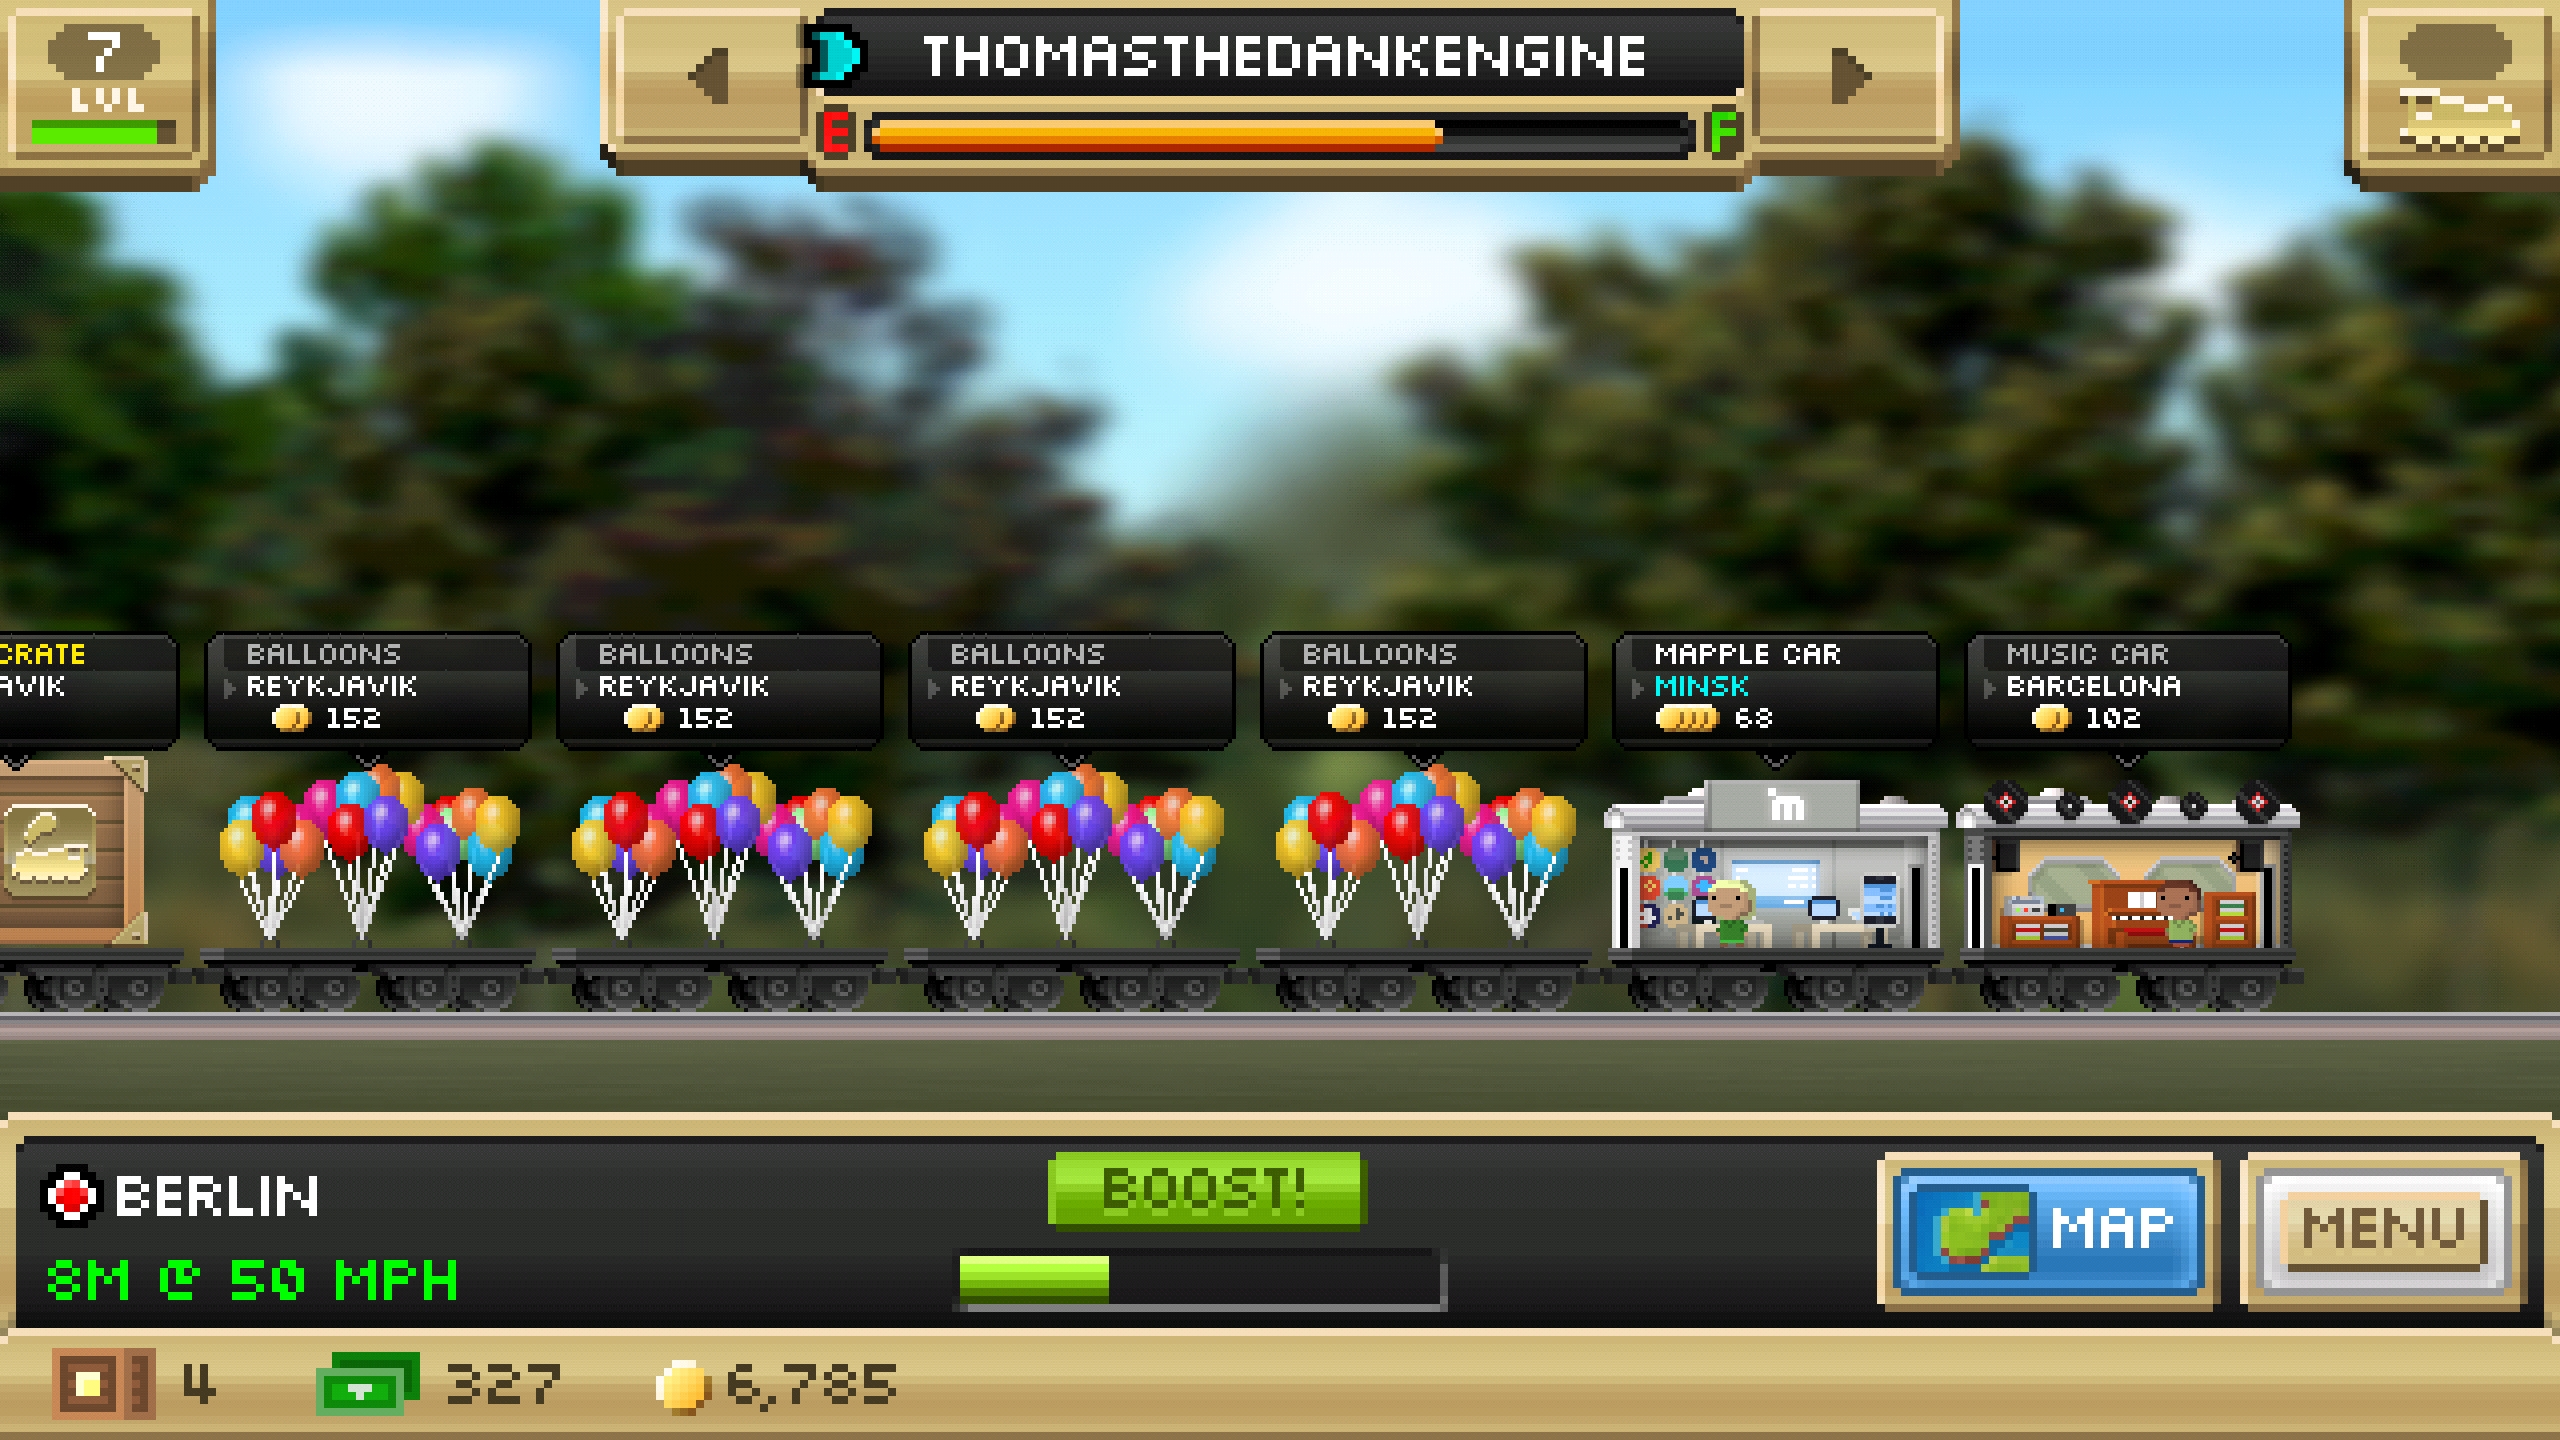 7
LVL
THOMASTHEDANKENGINE
E F
CRATE
AVIK
BALLOONS
REYKJAVIK
152
BALLOONS
REYKJAVIK
152
BALLOONS
REYKJAVIK
152
BALLOONS
REYKJAVIK
152
MAPPLE CAR
MINSK
68
MUSIC CAR
BARCELONA
102
m
BERLIN
8M @ 50 MPH
BOOST!
MAP
MENU
4
327
6,785